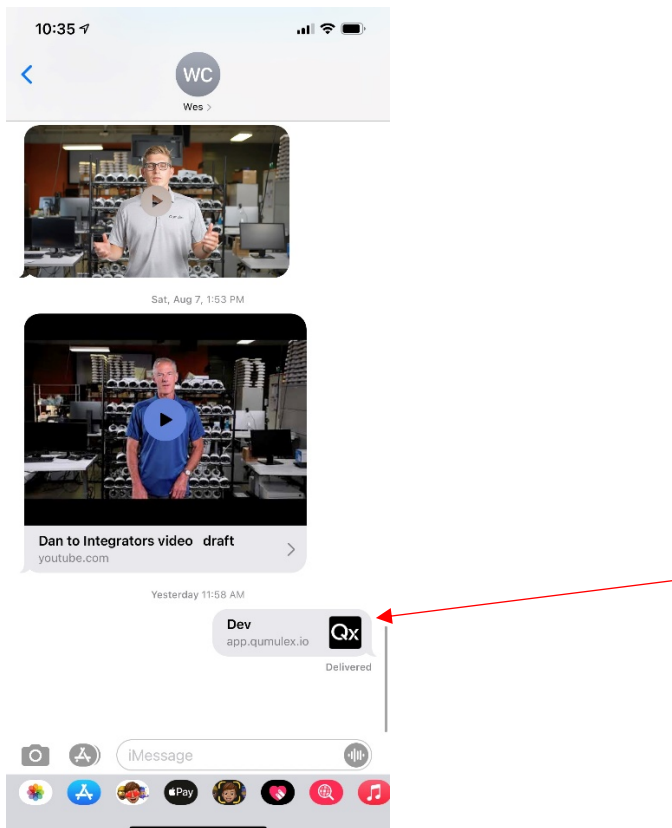 10:35
WC
Wes >
Sat, Aug 7, 1:53 PM
Dan to Integrators video draft
youtube.com
Yesterday 11:58 AM
Dev
app.qumulex.io
Qx
Delivered
iMessage
Pay